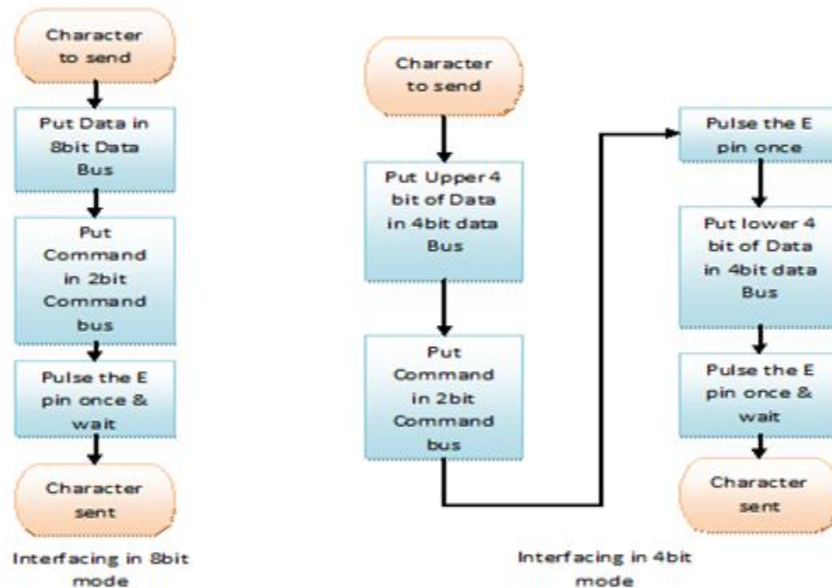 Character
to send
Put Data in
8bit Data
Bus
Put
Command
in 2bit
Command
bus
Pulse the E
pin once &
wait
Character
sent
Interfacing in 8bit
mode
Character
to send
Put Upper 4
bit of Data
in 4bit data
Bus
Put
Command
in 2bit
Command
bus
Pulse the E
pin once
Put lower 4
bit of Data
in 4bit data
Bus
Pulse the E
pin once &
wait
Character
sent
Interfacing in 4bit
mode